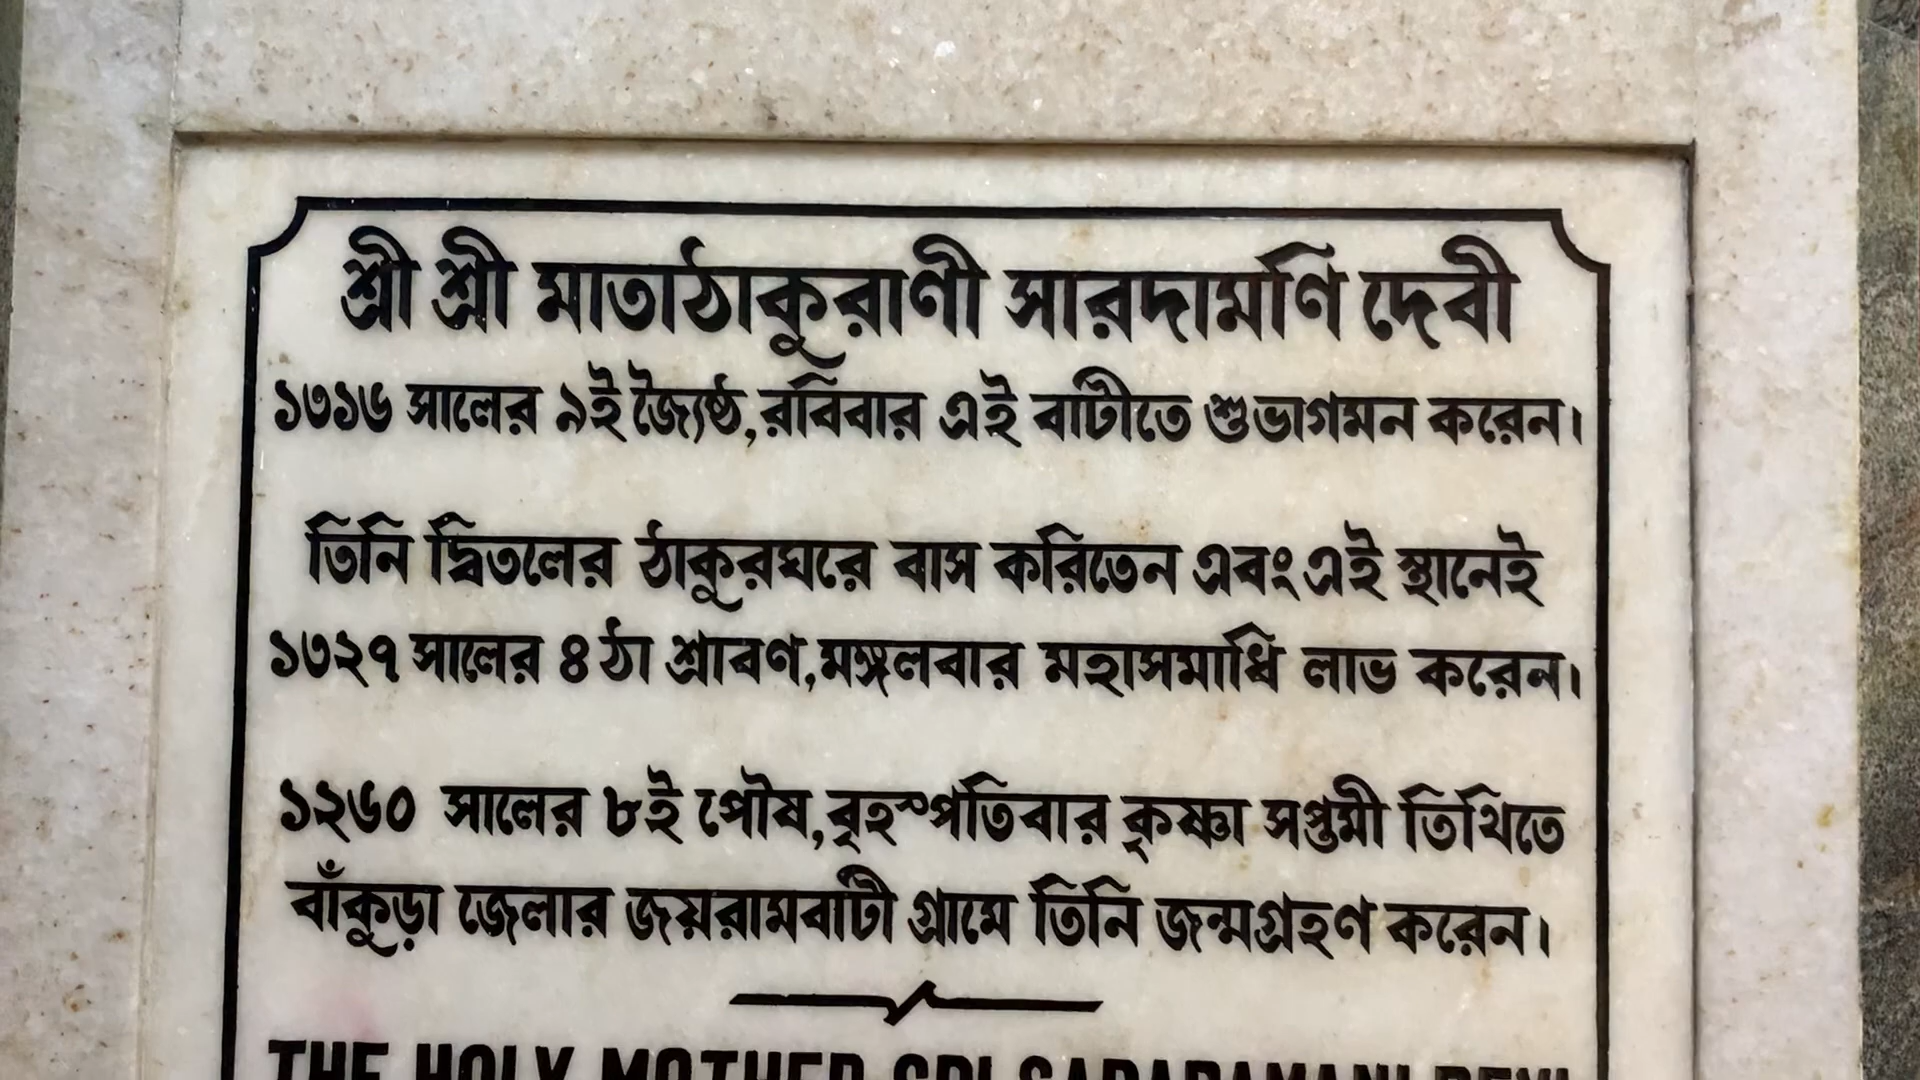 শ্রী শ্রী মাতাঠাকুরাণী সারদামণি দেবী
১৩১৬ সালের ৯ই জ্যৈষ্ঠ, রবিবার এই বাটীতে শুভাগমন করেন।
তিনি দ্বিতলের ঠাকুরঘরে বাস করিতেন এবং এই স্থানেই
১৩২৭ সালের ৪ঠা শ্রাবণ, মঙ্গলবার মহাসমাধি লাভ করেন।
১২৬০ সালের ৮ই পৌষ, বৃহস্পতিবার কৃষ্ণা সপ্তমী তিথিতে
বাঁকুড়া জেলার জয়রামবাটী গ্রামে তিনি জন্মগ্রহণ করেন।
THE HOLY MOTHER SRI SARADAMANI DEVI